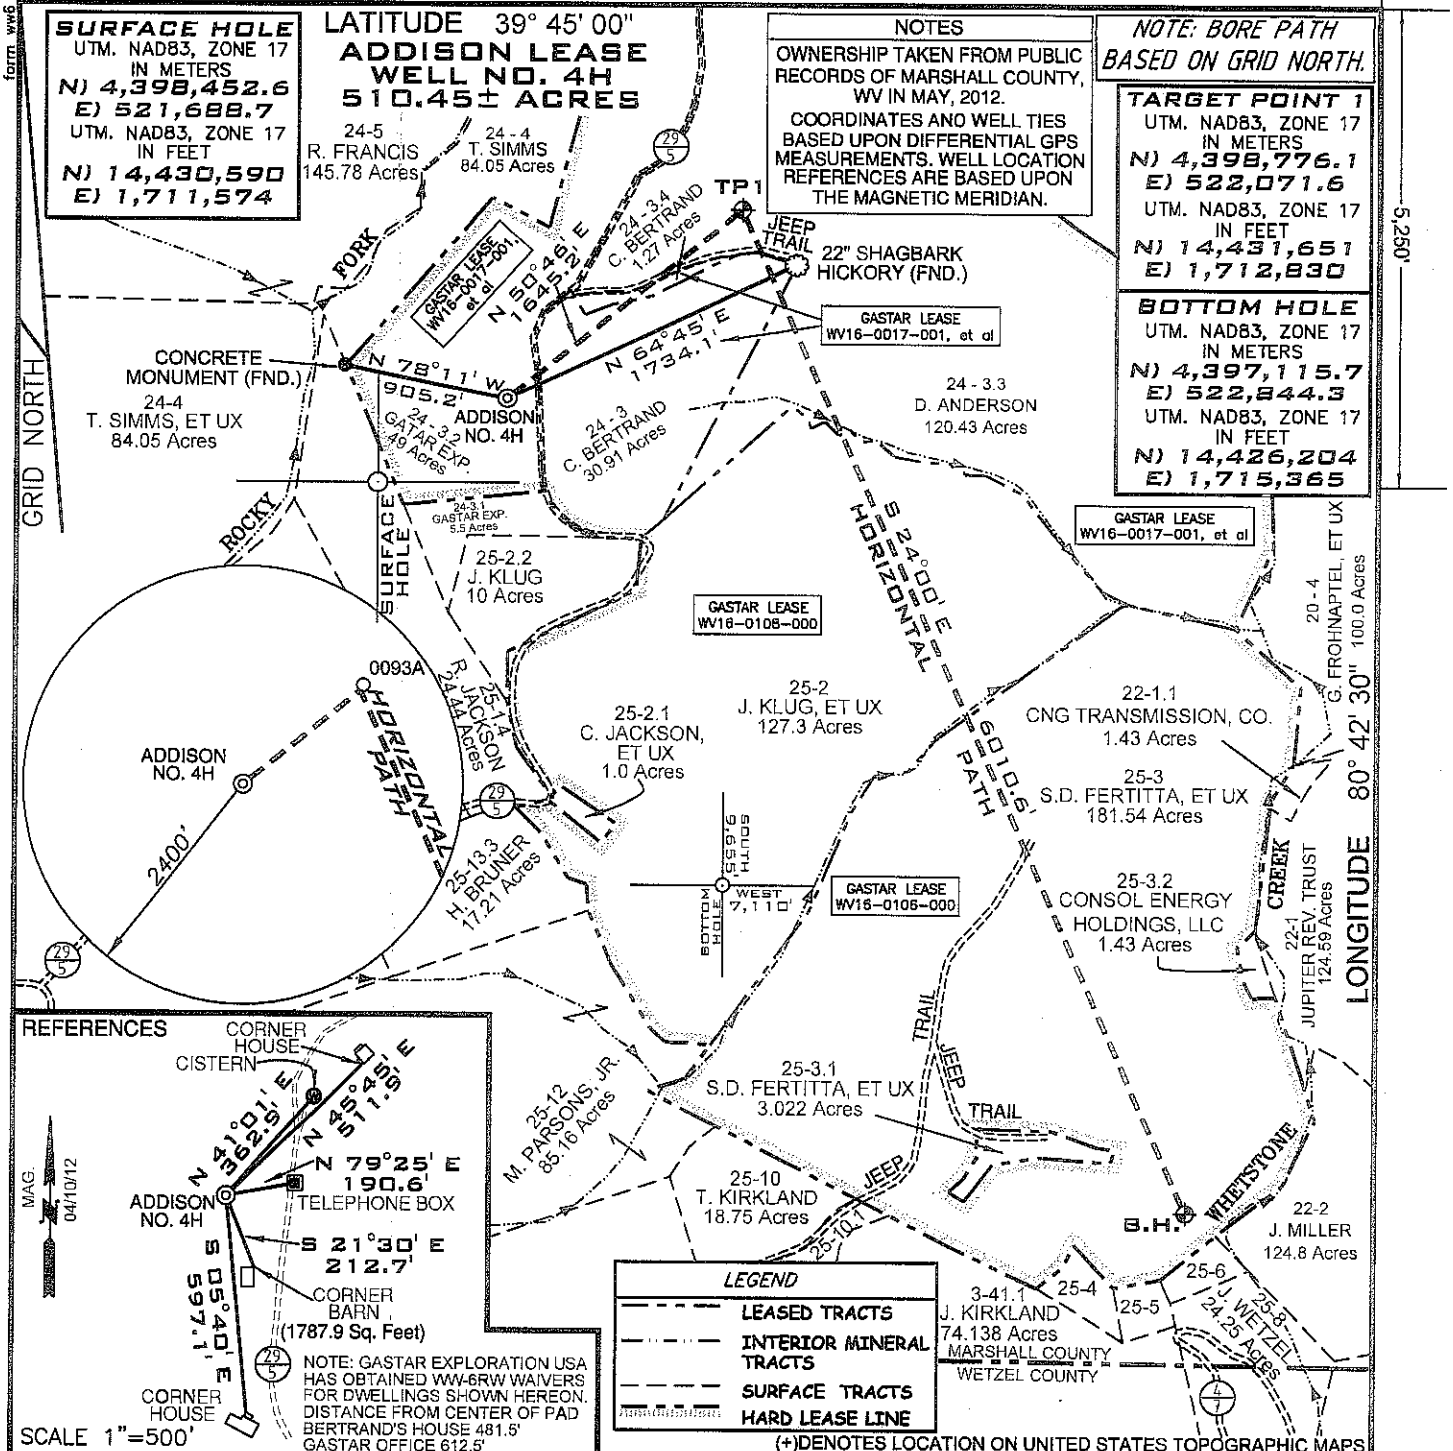 form ww6
SURFACE HOLE
UTM. NAD83, ZONE 17
IN METERS
N) 4,398,452.6
E) 521,688.7
UTM. NAD83, ZONE 17
IN FEET
N) 14,430,590
E) 1,711,574
LATITUDE 39° 45' 00"
ADDISON LEASE
WELL NO. 4H
510.45± ACRES
NOTES
OWNERSHIP TAKEN FROM PUBLIC
RECORDS OF MARSHALL COUNTY,
WV IN MAY, 2012.
COORDINATES AND WELL TIES
BASED UPON DIFFERENTIAL GPS
MEASUREMENTS. WELL LOCATION
REFERENCES ARE BASED UPON
THE MAGNETIC MERIDIAN.
NOTE: BORE PATH
BASED ON GRID NORTH.
TARGET POINT 1
UTM. NAD83, ZONE 17
IN METERS
N) 4,398,776.1
E) 522,071.6
UTM. NAD83, ZONE 17
IN FEET
N) 14,431,651
E) 1,712,830
BOTTOM HOLE
UTM. NAD83, ZONE 17
IN METERS
N) 4,397,115.7
E) 522,844.3
UTM. NAD83, ZONE 17
IN FEET
N) 14,426,204
E) 1,715,365
5,250'
24-5
R. FRANCIS
145.78 Acres
24-4
T. SIMMS
84.05 Acres
29
5
24-3.4
C. BERTRAND
1.27 Acres
TP1
JEEP
TRAIL
22" SHAGBARK
HICKORY (FND.)
FORK
GASTAR LEASE
WV16-0017-001,
et al
N 50°46' E
1645.2'
GASTAR LEASE
WV16-0017-001, et al
N 64°45' E
1734.1'
CONCRETE
MONUMENT (FND.)
N 78°11' W
905.2'
ADDISON
NO. 4H
24-4
T. SIMMS, ET UX
84.05 Acres
24-3.2
GATAR EXP.
49 Acres
24-3
C. BERTRAND
30.91 Acres
24-3.3
D. ANDERSON
120.43 Acres
GRID NORTH
ROCKY
SURFACE
HOLE
24-3.1
GASTAR EXP.
5.5 Acres
25-2.2
J. KLUG
10 Acres
S 24°00' E
HORIZONTAL
6010.6'
PATH
GASTAR LEASE
WV16-0017-001, et al
GASTAR LEASE
WV16-0106-000
20-4
G. FROHNAPTEL, ET UX
100.0 Acres
0093A
HORIZONTAL
PATH
ADDISON
NO. 4H
2400'
25-1.4
R. JACKSON
24.44 Acres
25-2.1
C. JACKSON,
ET UX
1.0 Acres
25-2
J. KLUG, ET UX
127.3 Acres
22-1.1
CNG TRANSMISSION, CO.
1.43 Acres
25-3
S.D. FERTITTA, ET UX
181.54 Acres
29
5
25-13.3
H. BRUNER
17.21 Acres
SOUTH
9,655'
WEST
7,110'
BOTTOM
HOLE
GASTAR LEASE
WV16-0106-000
25-3.2
CONSOL ENERGY
HOLDINGS, LLC
1.43 Acres
CREEK
22-1
JUPITER REV. TRUST
124.59 Acres
LONGITUDE 80° 42' 30"
29
5
REFERENCES
CORNER
HOUSE
CISTERN
N 41°01' E
362.9'
N 45°45' E
511.9'
N 79°25' E
190.6'
TELEPHONE BOX
ADDISON
NO. 4H
S 21°30' E
212.7'
S 05°40' E
597.1'
CORNER
BARN
(1787.9 Sq. Feet)
MAG.
04/10/12
29
5
CORNER
HOUSE
SCALE 1"=500'
NOTE: GASTAR EXPLORATION USA
HAS OBTAINED WW-6RW WAIVERS
FOR DWELLINGS SHOWN HEREON.
DISTANCE FROM CENTER OF PAD
BERTRAND'S HOUSE 481.5'
GASTAR OFFICE 612.5'
25-12
M. PARSONS, JR.
85.16 Acres
25-3.1
S.D. FERTITTA, ET UX
3.022 Acres
TRAIL
JEEP
TRAIL
JEEP
25-10
T. KIRKLAND
18.75 Acres
25-10.1
B.H.
WHETSTONE
22-2
J. MILLER
124.8 Acres
25-6
25-4
25-5
J. WETZEL
24.25 Acres
25-8
3-41.1
J. KIRKLAND
74.138 Acres
MARSHALL COUNTY
WETZEL COUNTY
4
7
LEGEND
LEASED TRACTS
INTERIOR MINERAL
TRACTS
SURFACE TRACTS
HARD LEASE LINE
(+)DENOTES LOCATION ON UNITED STATES TOPOGRAPHIC MAPS